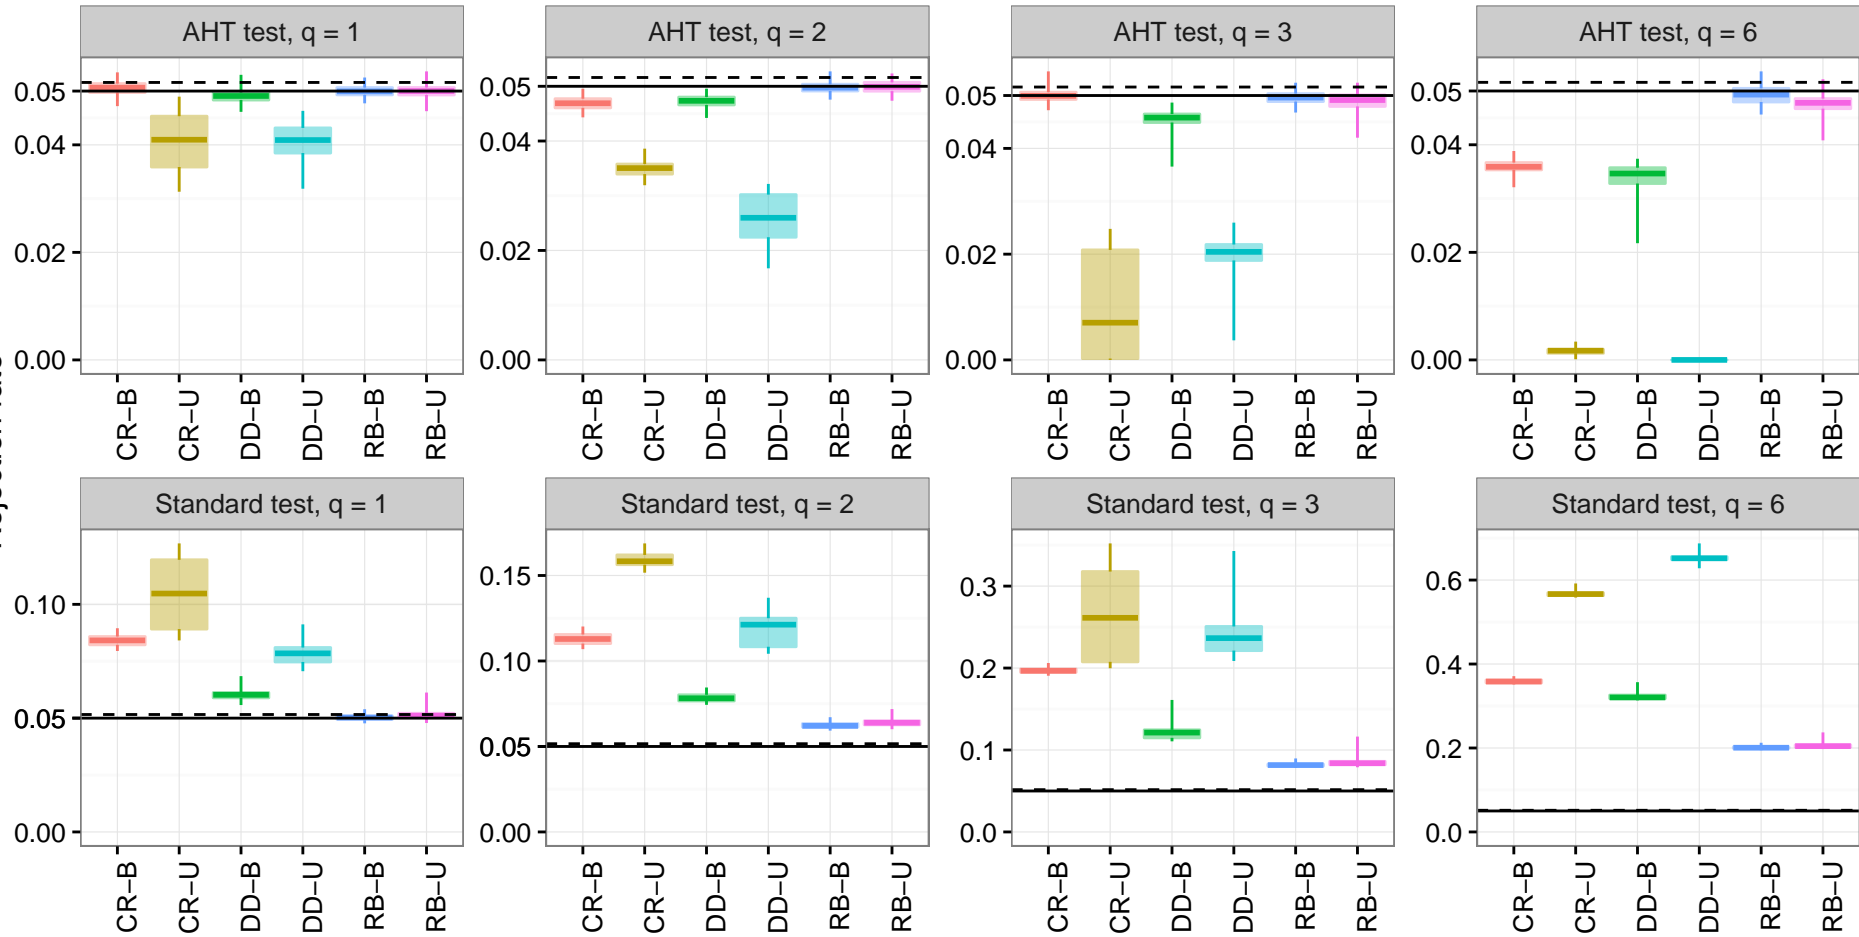 AHT test, q = 1
AHT test, q = 2
AHT test, q = 3
AHT test, q = 6
0.05
0.04
0.02
0.00
0.05
0.04
0.02
0.00
0.05
0.04
0.02
0.00
0.05
0.04
0.02
0.00
CR−B
CR−U
DD−B
DD−U
RB−B
RB−U
CR−B
CR−U
DD−B
DD−U
RB−B
RB−U
CR−B
CR−U
DD−B
DD−U
RB−B
RB−U
CR−B
CR−U
DD−B
DD−U
RB−B
RB−U
Standard test, q = 1
Standard test, q = 2
Standard test, q = 3
Standard test, q = 6
0.10
0.05
0.00
0.15
0.10
0.05
0.00
0.3
0.2
0.1
0.0
0.6
0.4
0.2
0.0
CR−B
CR−U
DD−B
DD−U
RB−B
RB−U
CR−B
CR−U
DD−B
DD−U
RB−B
RB−U
CR−B
CR−U
DD−B
DD−U
RB−B
RB−U
CR−B
CR−U
DD−B
DD−U
RB−B
RB−U